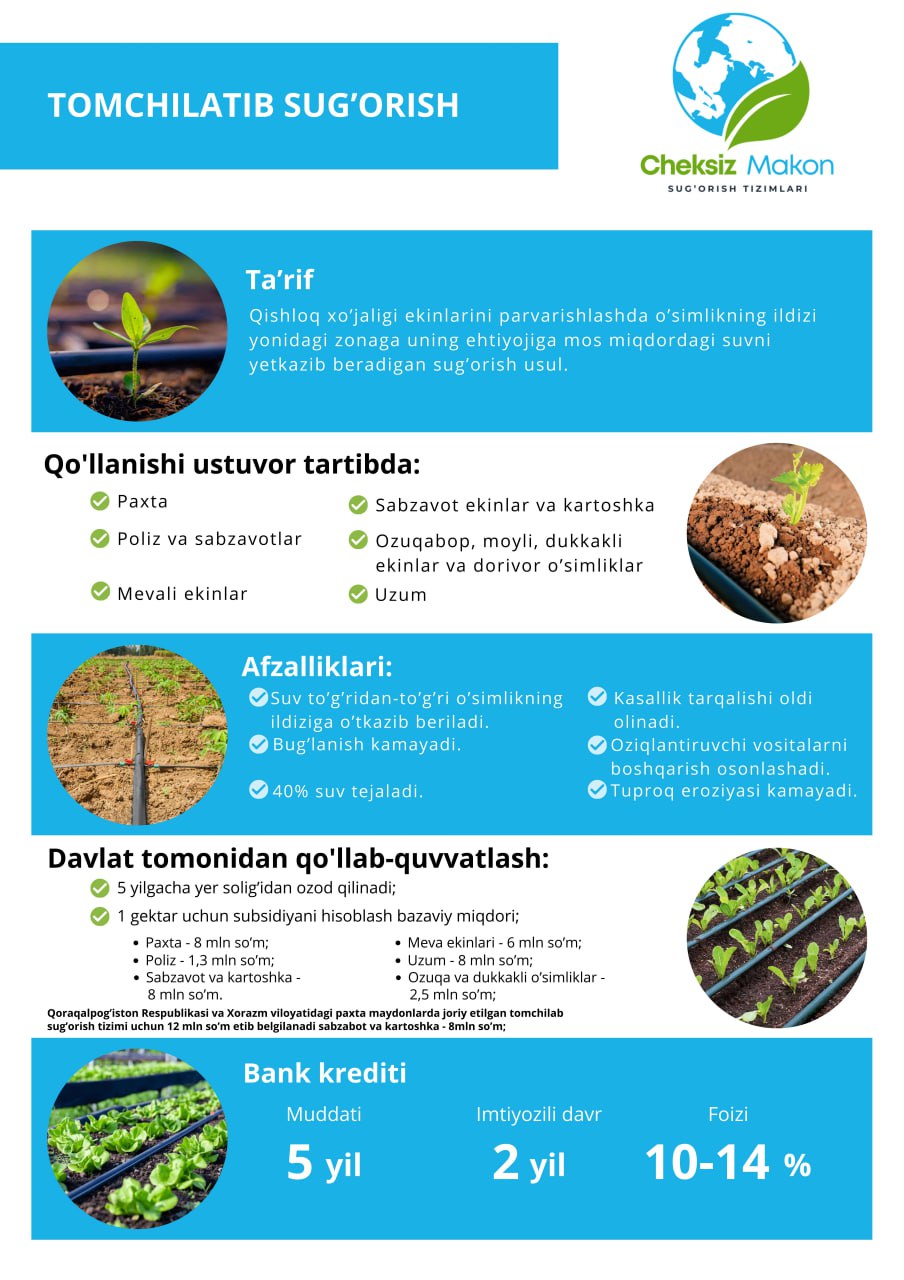 TOMCHILATIB SUG’ORISH
Cheksiz Makon
SUG'ORISH TIZIMLARI
Ta’rif
Qishloq xo’jaligi ekinlarini parvarishlashda o’simlikning ildizi
yonidagi zonaga uning ehtiyojiga mos miqdordagi suvni
yetkazib beradigan sug’orish usul.
Qo'llanishi ustuvor tartibda:
Paxta
Poliz va sabzavotlar
Mevali ekinlar
Sabzavot ekinlar va kartoshka
Ozuqabop, moyli, dukkakli
ekinlar va dorivor o’simliklar
Uzum
Afzalliklari:
Suv to’g’ridan-to’g’ri o’simlikning
ildiziga o’tkazib beriladi.
Bug’lanish kamayadi.
40% suv tejaladi.
Kasallik tarqalishi oldi
olinadi.
Oziqlantiruvchi vositalarni
boshqarish osonlashadi.
Tuproq eroziyasi kamayadi.
Davlat tomonidan qo'llab-quvvatlash:
5 yilgacha yer solig’idan ozod qilinadi;
1 gektar uchun subsidiyani hisoblash bazaviy miqdori;
• Paxta - 8 mln so’m;
• Poliz - 1,3 mln so’m;
• Sabzavot va kartoshka -
8 mln so’m.
• Meva ekinlari - 6 mln so’m;
• Uzum - 8 mln so’m;
• Ozuqa va dukkakli o’simliklar -
2,5 mln so’m;
Qoraqalpog’iston Respublikasi va Xorazm viloyatidagi paxta maydonlarda joriy etilgan tomchilab
sug’orish tizimi uchun 12 mln so’m etib belgilanadi sabzabot va kartoshka - 8mln so’m;
Bank krediti
Muddati
5 yil
Imtiyozili davr
2 yil
Foizi
10-14 %